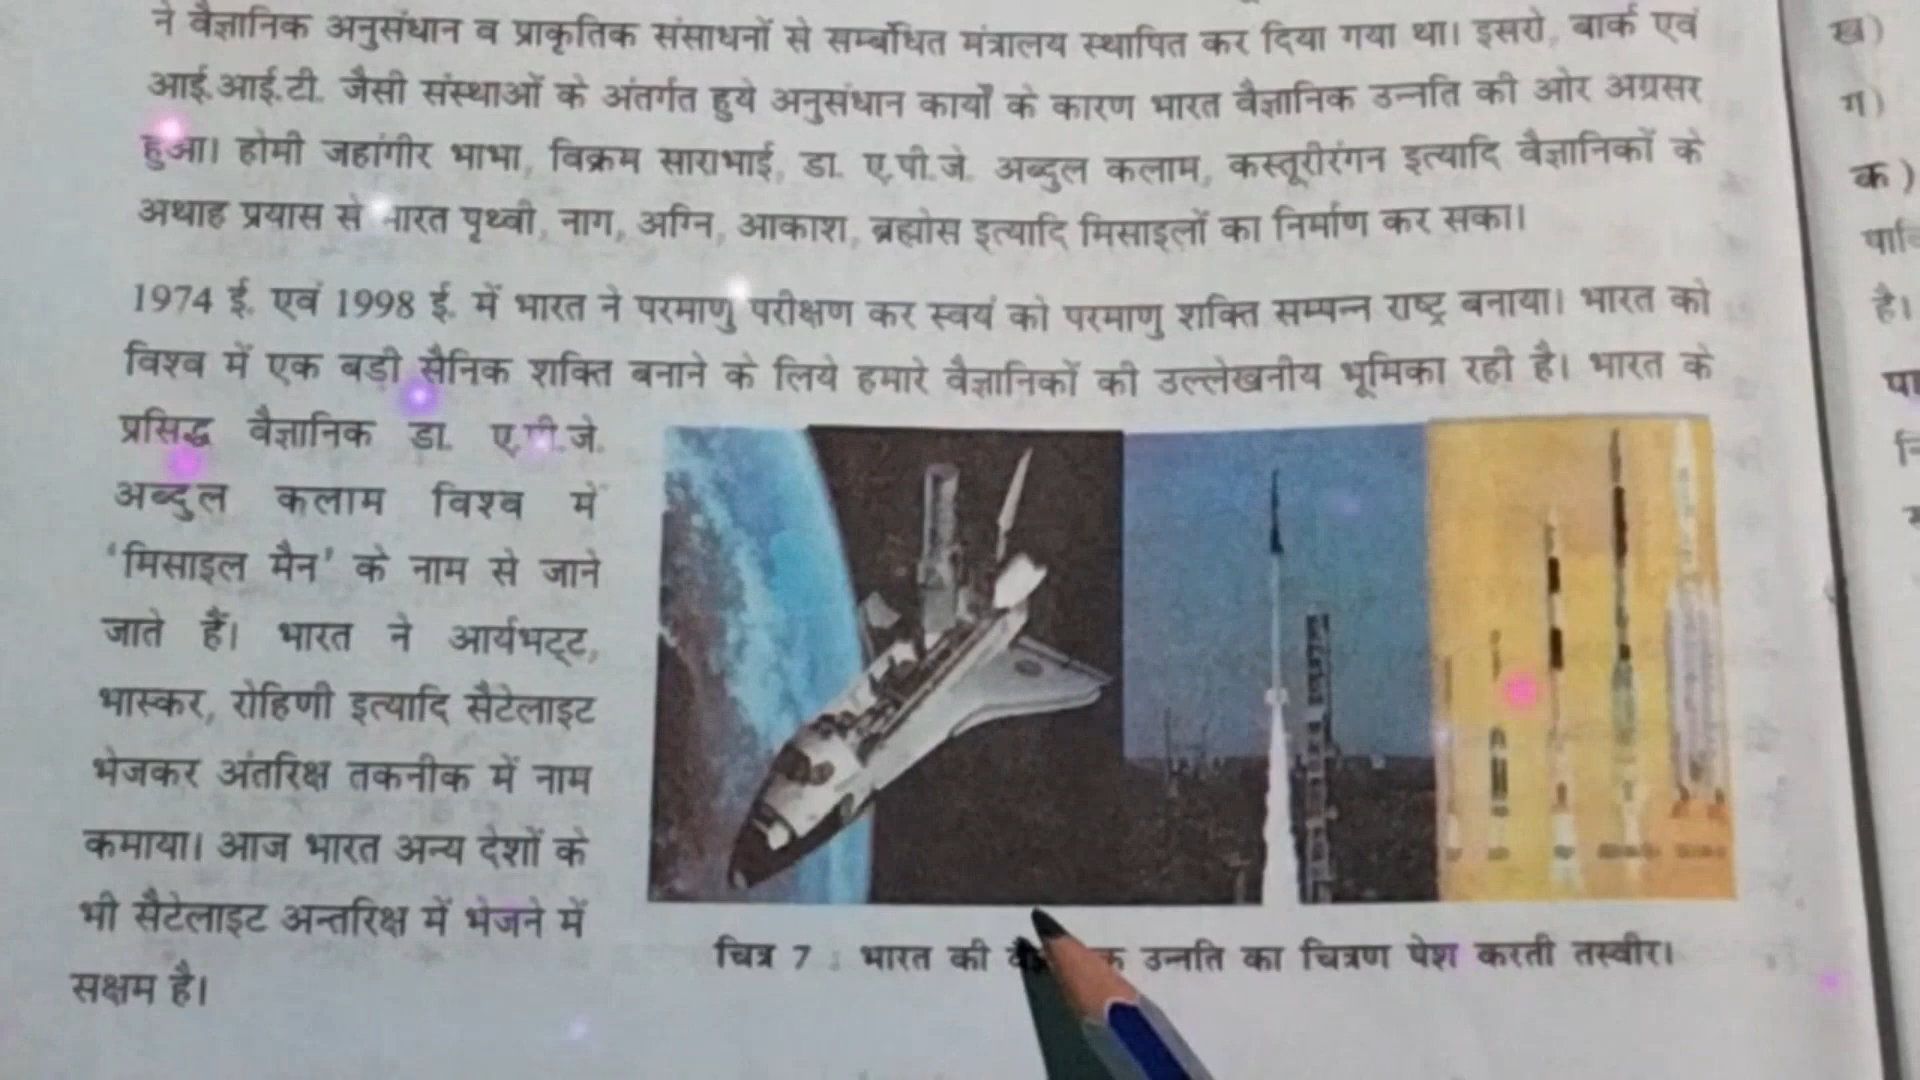 ने वैज्ञानिक अनुसंधान व प्राकृतिक संसाधनों से सम्बंधित मंत्रालय स्थापित कर दिया गया था। इसरो, बार्क एवं
आई.आई.टी. जैसी संस्थाओं के अंतर्गत हुये अनुसंधान कार्यों के कारण भारत वैज्ञानिक उन्नति की ओर अग्रसर
हुआ। होमी जहांगीर भाभा, विक्रम साराभाई, डा. ए.पी.जे. अब्दुल कलाम, कस्तूरीरंगन इत्यादि वैज्ञानिकों के
अथाह प्रयास से भारत पृथ्वी, नाग, अग्नि, आकाश, ब्रह्मोस इत्यादि मिसाइलों का निर्माण कर सका।
1974 ई. एवं 1998 ई. में भारत ने परमाणु परीक्षण कर स्वयं को परमाणु शक्ति सम्पन्न राष्ट्र बनाया। भारत को
विश्व में एक बड़ी सैनिक शक्ति बनाने के लिये हमारे वैज्ञानिकों की उल्लेखनीय भूमिका रही है। भारत के
प्रसिद्ध वैज्ञानिक डा. ए.पी.जे.
अब्दुल कलाम विश्व में
'मिसाइल मैन' के नाम से जाने
जाते हैं। भारत ने आर्यभट्ट,
भास्कर, रोहिणी इत्यादि सैटेलाइट
भेजकर अंतरिक्ष तकनीक में नाम
कमाया। आज भारत अन्य देशों के
भी सैटेलाइट अन्तरिक्ष में भेजने में
सक्षम है।
चित्र 7 : भारत की उन्नति का चित्रण पेश करती तस्वीर।
ख)
ग)
क)
है।